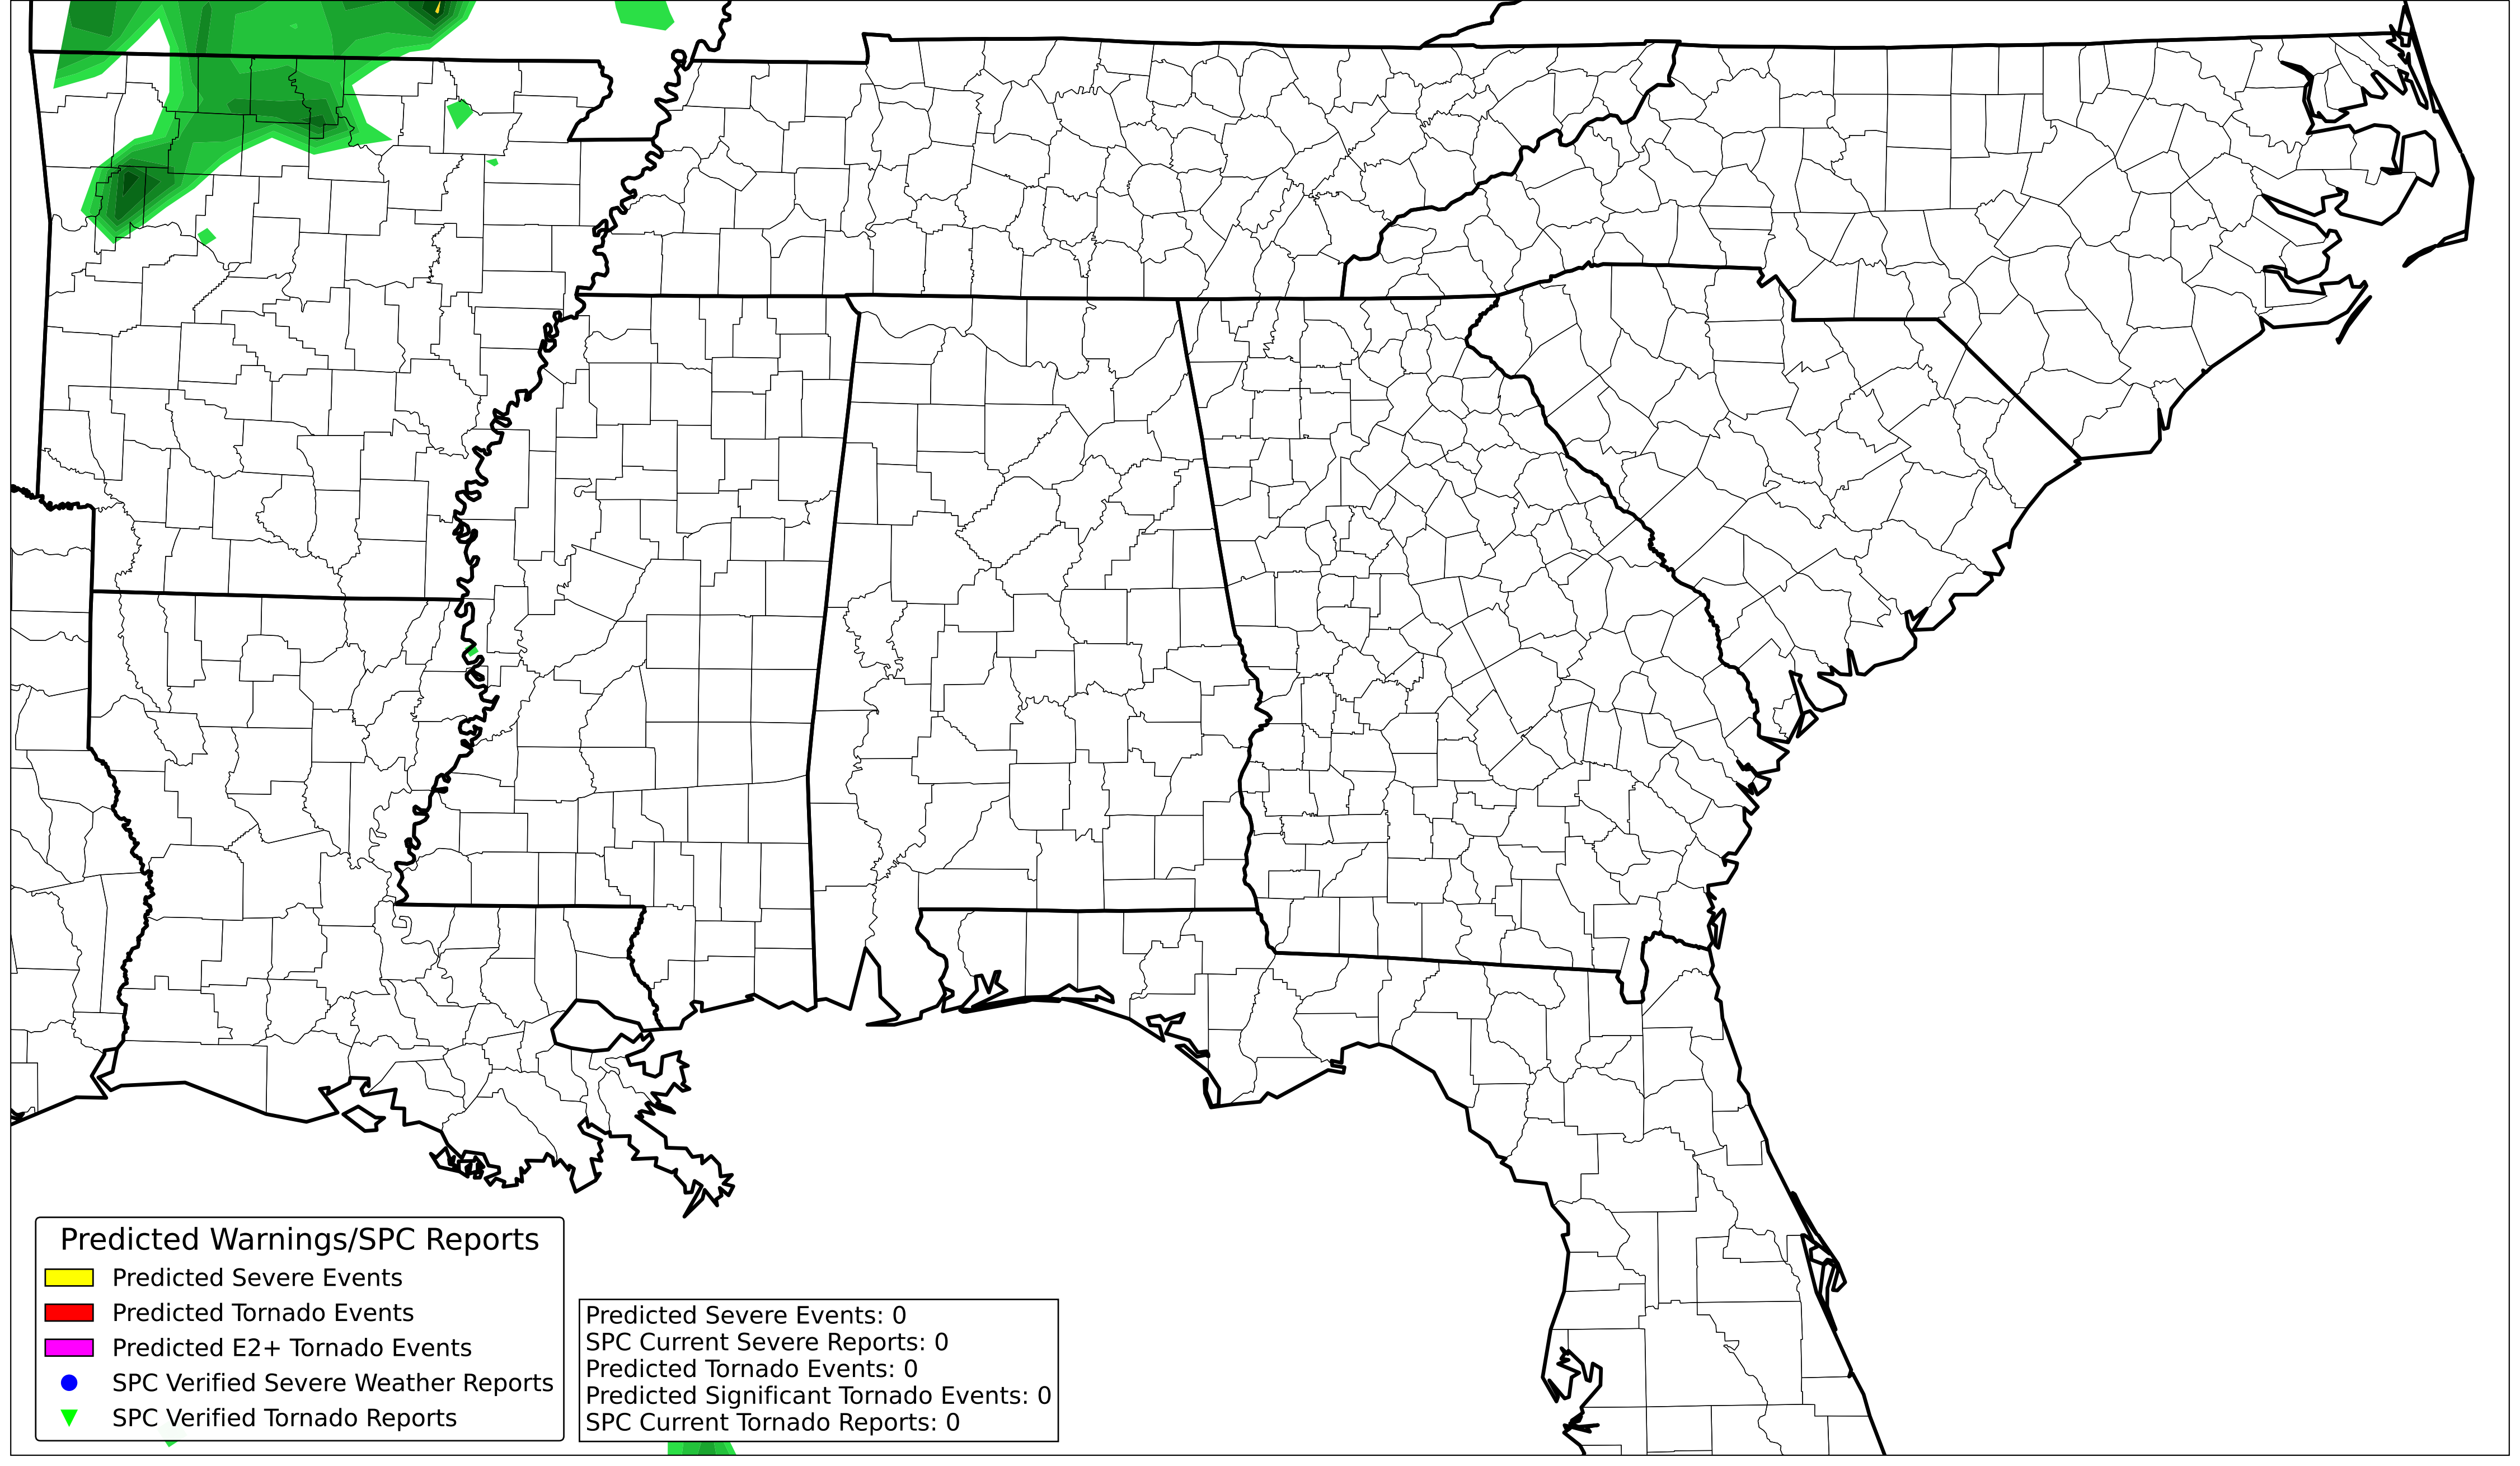 Predicted Warnings/SPC Reports
Predicted Severe Events
Predicted Tornado Events
Predicted E2+ Tornado Events
SPC Verified Severe Weather Reports
SPC Verified Tornado Reports
Predicted Severe Events: 0
SPC Current Severe Reports: 0
Predicted Tornado Events: 0
Predicted Significant Tornado Events: 0
SPC Current Tornado Reports: 0